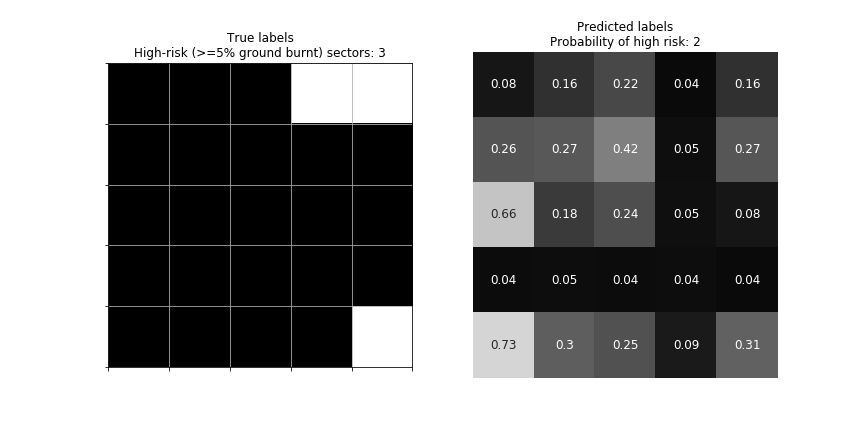 True labels
High-risk (>=5% ground burnt) sectors: 3
Predicted labels
Probability of high risk: 2
0.08 0.16 0.22 0.04 0.16
0.26 0.27 0.42 0.05 0.27
0.66 0.18 0.24 0.05 0.08
0.04 0.05 0.04 0.04 0.04
0.73 0.3 0.25 0.09 0.31